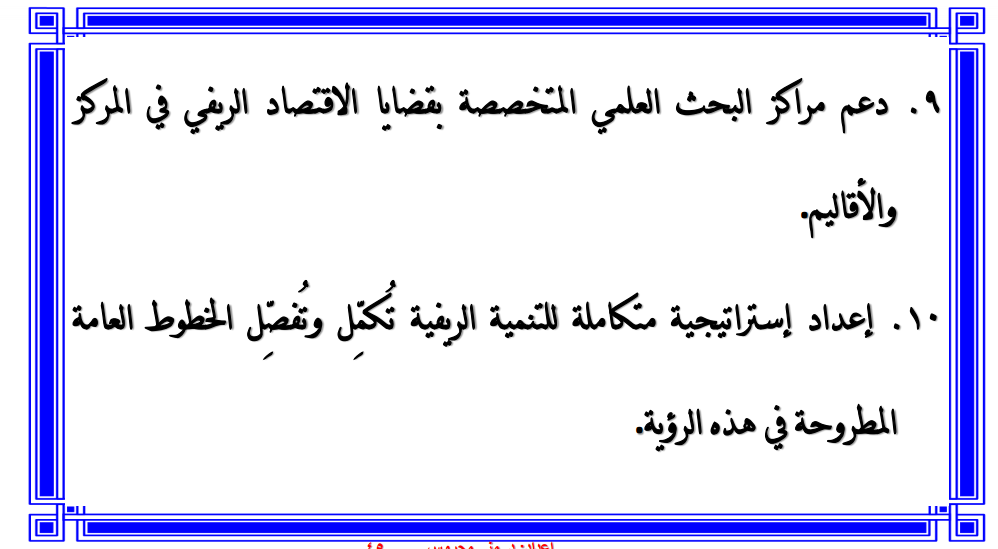 ٩. دعم مراكز البحث العلمي المتخصصة بقضايا الاقتصاد الريفي في المركز
والأقاليم.
١٠. إعداد إستراتيجية متكاملة للتنمية الريفية تُكمّلِ وتُفصّلِ الخطوط العامة
المطروحة في هذه الرؤية.